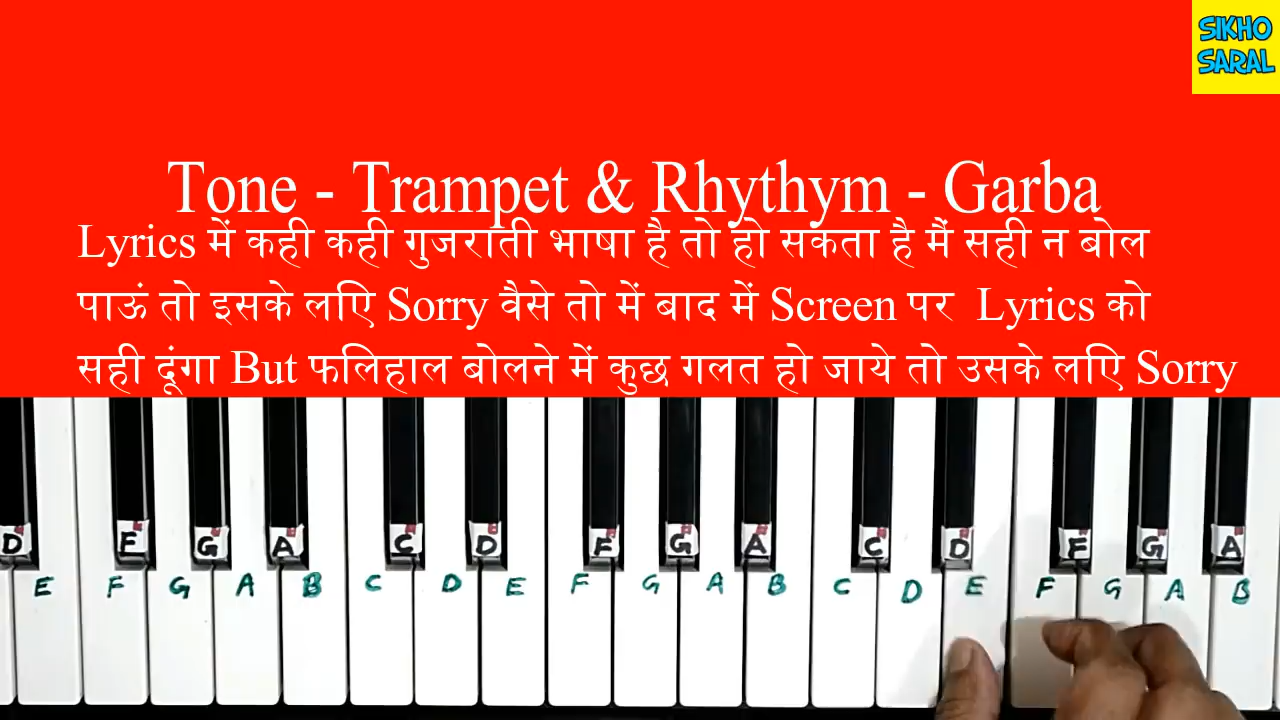 SIKHO
SARAL
Tone - Trampet & Rhythym - Garba
Lyrics में कही कही गुजराती भाषा है तो हो सकता है मैं सही न बोल
पाऊं तो इसके लिए Sorry वैसे तो में बाद में Screen पर Lyrics को
सही दूंगा But फिलहाल बोलने में कुछ गलत हो जाये तो उसके लिए Sorry
D F G A C D F G A C D F G A
E F G A B C D E F G A B C D E F G A B